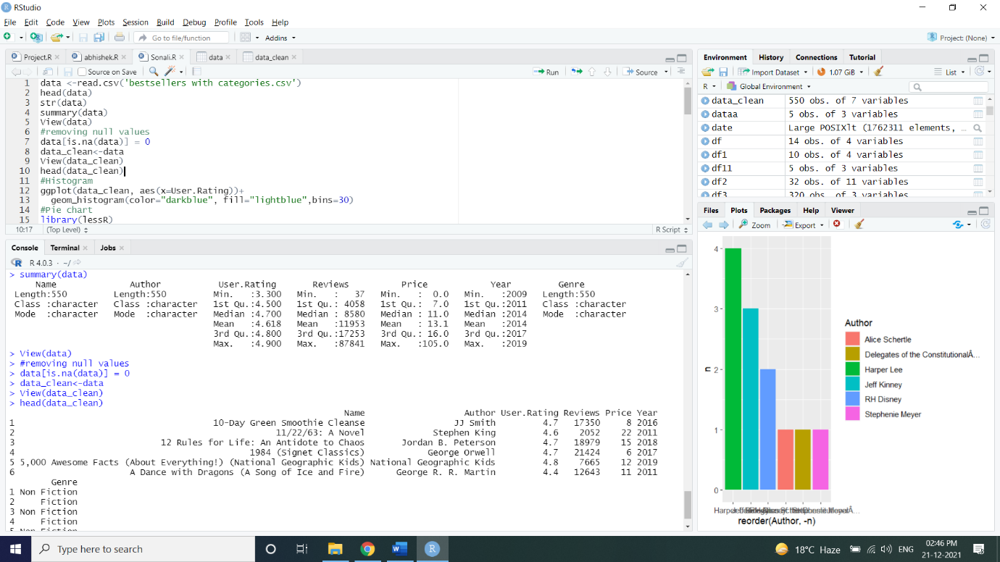 RStudio
File Edit Code View Plots Session Build Debug Profile Tools Help
Go to file/function Addins Project: (None)
Project.R abhishek.R Sonali.R data data_clean
Source on Save Run Source
1 data <-read.csv('bestsellers with categories.csv')
2 head(data)
3 str(data)
4 summary(data)
5 View(data)
6 #removing null values
7 data[is.na(data)] = 0
8 data_clean<-data
9 View(data_clean)
10 head(data_clean)
11 #Histogram
12 ggplot(data_clean, aes(x=User.Rating))+
13 geom_histogram(color="darkblue", fill="lightblue",bins=30)
14 #Pie chart
15 library(lessR)
10:17 (Top Level) R Script
Console Terminal Jobs
R 4.0.3 · ~/
> summary(data)
Name Author User.Rating Reviews Price Year Genre
Length:550 Length:550 Min. :3.300 Min. : 37 Min. : 0.0 Min. :2009 Length:550
Class :character Class :character 1st Qu.:4.500 1st Qu.: 4058 1st Qu.: 7.0 1st Qu.:2011 Class :character
Mode :character Mode :character Median :4.700 Median : 8580 Median : 11.0 Median :2014 Mode :character
Mean :4.618 Mean :11953 Mean : 13.1 Mean :2014
3rd Qu.:4.800 3rd Qu.:17253 3rd Qu.: 16.0 3rd Qu.:2017
Max. :4.900 Max. :87841 Max. :105.0 Max. :2019
> View(data)
> #removing null values
> data[is.na(data)] = 0
> data_clean<-data
> View(data_clean)
> head(data_clean)
Name Author User.Rating Reviews Price Year
1 10-Day Green Smoothie Cleanse JJ Smith 4.7 17350 8 2016
2 11/22/63: A Novel Stephen King 4.6 2052 22 2011
3 12 Rules for Life: An Antidote to Chaos Jordan B. Peterson 4.7 18979 15 2018
4 1984 (Signet Classics) George Orwell 4.7 21424 6 2017
5 5,000 Awesome Facts (About Everything!) (National Geographic Kids) National Geographic Kids 4.8 7665 12 2019
6 A Dance with Dragons (A Song of Ice and Fire) George R. R. Martin 4.4 12643 11 2011
Genre
1 Non Fiction
2 Fiction
3 Non Fiction
4 Fiction
5 Non Fiction
Environment History Connections Tutorial
Import Dataset 1.07 GiB List
R Global Environment
data_clean 550 obs. of 7 variables
dataa 5 obs. of 3 variables
date Large POSIXlt (1762311 elements, …
df 14 obs. of 4 variables
df1 10 obs. of 4 variables
df11 5 obs. of 3 variables
df2 32 obs. of 11 variables
df3 320 obs. of 3 variables
Files Plots Packages Help Viewer
Zoom Export
4
3
n 2
1
0
Author
Alice Schertle
Delegates of the ConstitutionalÂ…
Harper Lee
Jeff Kinney
RH Disney
Stephenie Meyer
reorder(Author, -n)
Type here to search
18°C Haze ENG
02:46 PM
21-12-2021